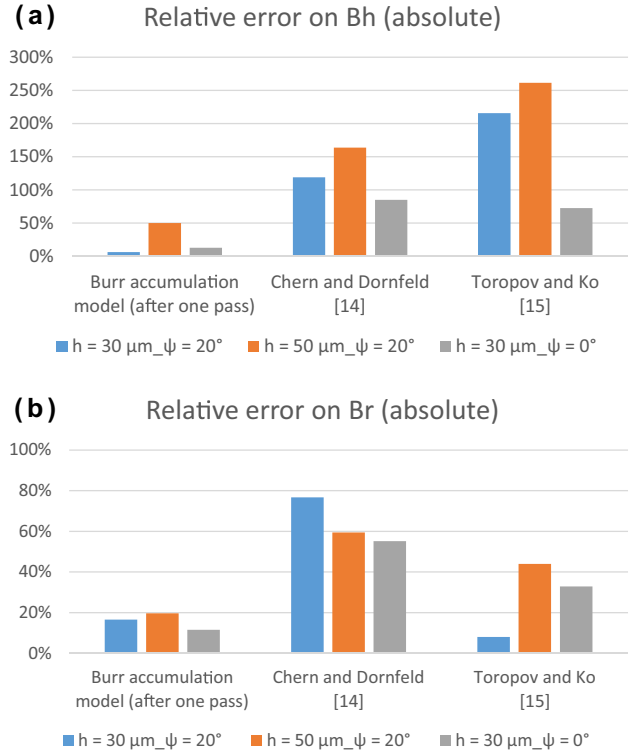 (a)
Relative error on Bh (absolute)
300%
250%
200%
150%
100%
50%
0%
Burr accumulation
model (after one pass)
Chern and Dornfeld
[14]
Toropov and Ko
[15]
h = 30 µm_ψ = 20°
h = 50 µm_ψ = 20°
h = 30 µm_ψ = 0°
(b)
Relative error on Br (absolute)
100%
80%
60%
40%
20%
0%
Burr accumulation
model (after one pass)
Chern and Dornfeld
[14]
Toropov and Ko
[15]
h = 30 µm_ψ = 20°
h = 50 µm_ψ = 20°
h = 30 µm_ψ = 0°